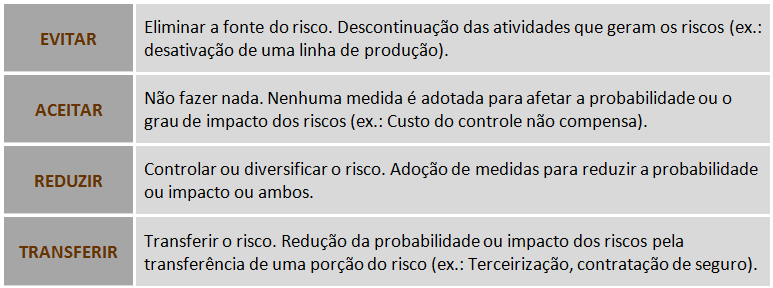 EVITAR
Eliminar a fonte do risco. Descontinuação das atividades que geram os riscos (ex.:
desativação de uma linha de produção).
ACEITAR
Não fazer nada. Nenhuma medida é adotada para afetar a probabilidade ou o
grau de impacto dos riscos (ex.: Custo do controle não compensa).
REDUZIR
Controlar ou diversificar o risco. Adoção de medidas para reduzir a probabilidade
ou impacto ou ambos.
TRANSFERIR
Transferir o risco. Redução da probabilidade ou impacto dos riscos pela
transferência de uma porção do risco (ex.: Terceirização, contratação de seguro).